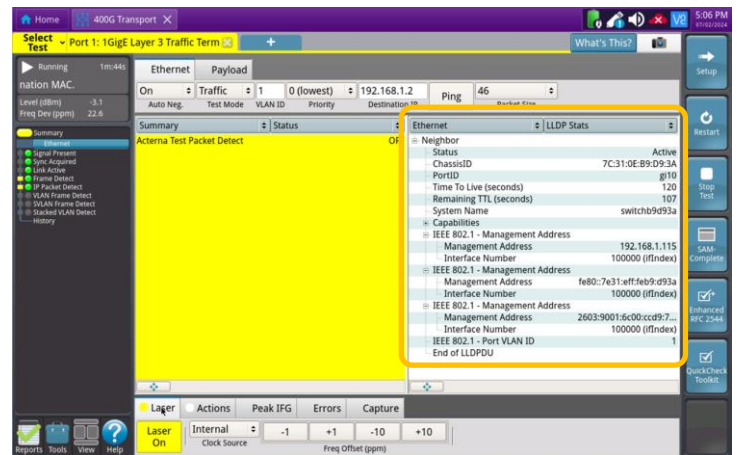 Home
400G Transport X
5:06 PM
07/02/2024
Select Test
Port 1: 1GigE Layer 3 Traffic Term
+
What's This?
Running 1m:44s
nation MAC.
Level (dBm) -3.1
Freq Dev (ppm) 22.6
Summary
Ethernet
Signal Present
Sync Acquired
Link Active
Frame Detect
IP Packet Detect
VLAN Frame Detect
SVLAN Frame Detect
Stacked VLAN Detect
History
Ethernet Payload
On Traffic 1 0 (lowest) 192.168.1.2 Ping 46
Auto Neg. Test Mode VLAN ID Priority Destination IP Packet Size
Summary Status
Acterna Test Packet Detect
Ethernet LLDP Stats
Neighbor
Status Active
ChassisID 7C:31:0E:B9:D9:3A
PortID gi10
Time To Live (seconds) 120
Remaining TTL (seconds) 107
System Name switchb9d93a
Capabilities
IEEE 802.1 - Management Address
Management Address 192.168.1.115
Interface Number 100000 (ifIndex)
IEEE 802.1 - Management Address
Management Address fe80::7e31:eff:feb9:d93a
Interface Number 100000 (ifIndex)
IEEE 802.1 - Management Address
Management Address 2603:9001:6c00:ccd9:7...
Interface Number 100000 (ifIndex)
IEEE 802.1 - Port VLAN ID 1
End of LLDPDU
Laser Actions Peak IFG Errors Capture
Laser On
Internal -1 +1 -10 +10
Clock Source Freq Offset (ppm)
Reports Tools View Help
Setup
Restart
Stop Test
SAM-Complete
Enhanced RFC 2544
QuickCheck Toolkit